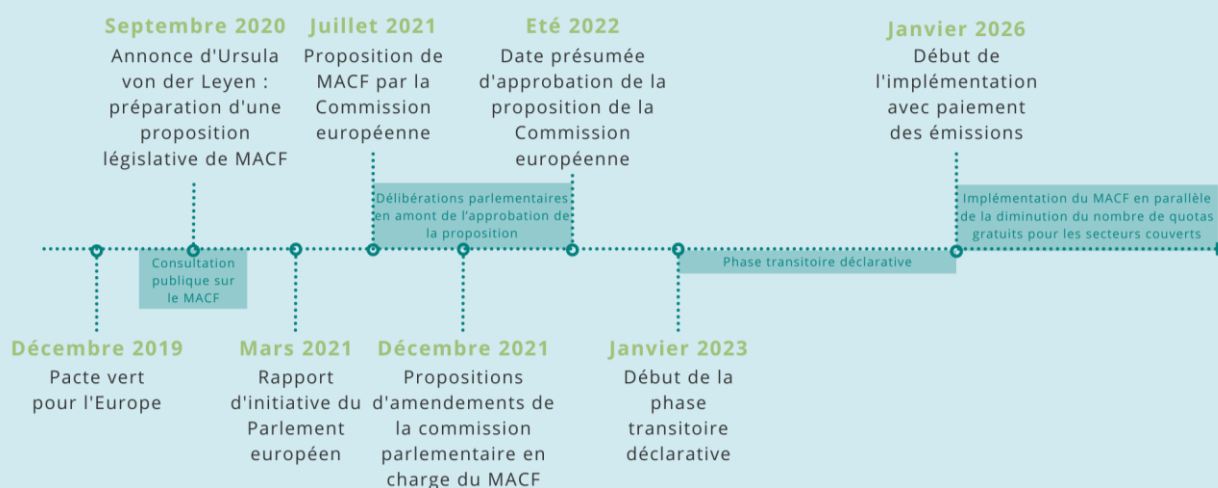 Septembre 2020
Annonce d'Ursula
von der Leyen :
préparation d'une
proposition
législative de MACF
Juillet 2021
Proposition de
MACF par la
Commission
européenne
Eté 2022
Date présumée
d'approbation de la
proposition de la
Commission
européenne
Janvier 2026
Début de
l'implémentation
avec paiement
des émissions
Délibérations parlementaires
en amont de l'approbation de
la proposition
Implémentation du MACF en parallèle
de la diminution du nombre de quotas
gratuits pour les secteurs couverts
Consultation
publique sur
le MACF
Phase transitoire déclarative
Décembre 2019
Pacte vert
pour l'Europe
Mars 2021
Rapport
d'initiative du
Parlement
européen
Décembre 2021
Propositions
d'amendements de
la commission
parlementaire en
charge du MACF
Janvier 2023
Début de la
phase
transitoire
déclarative